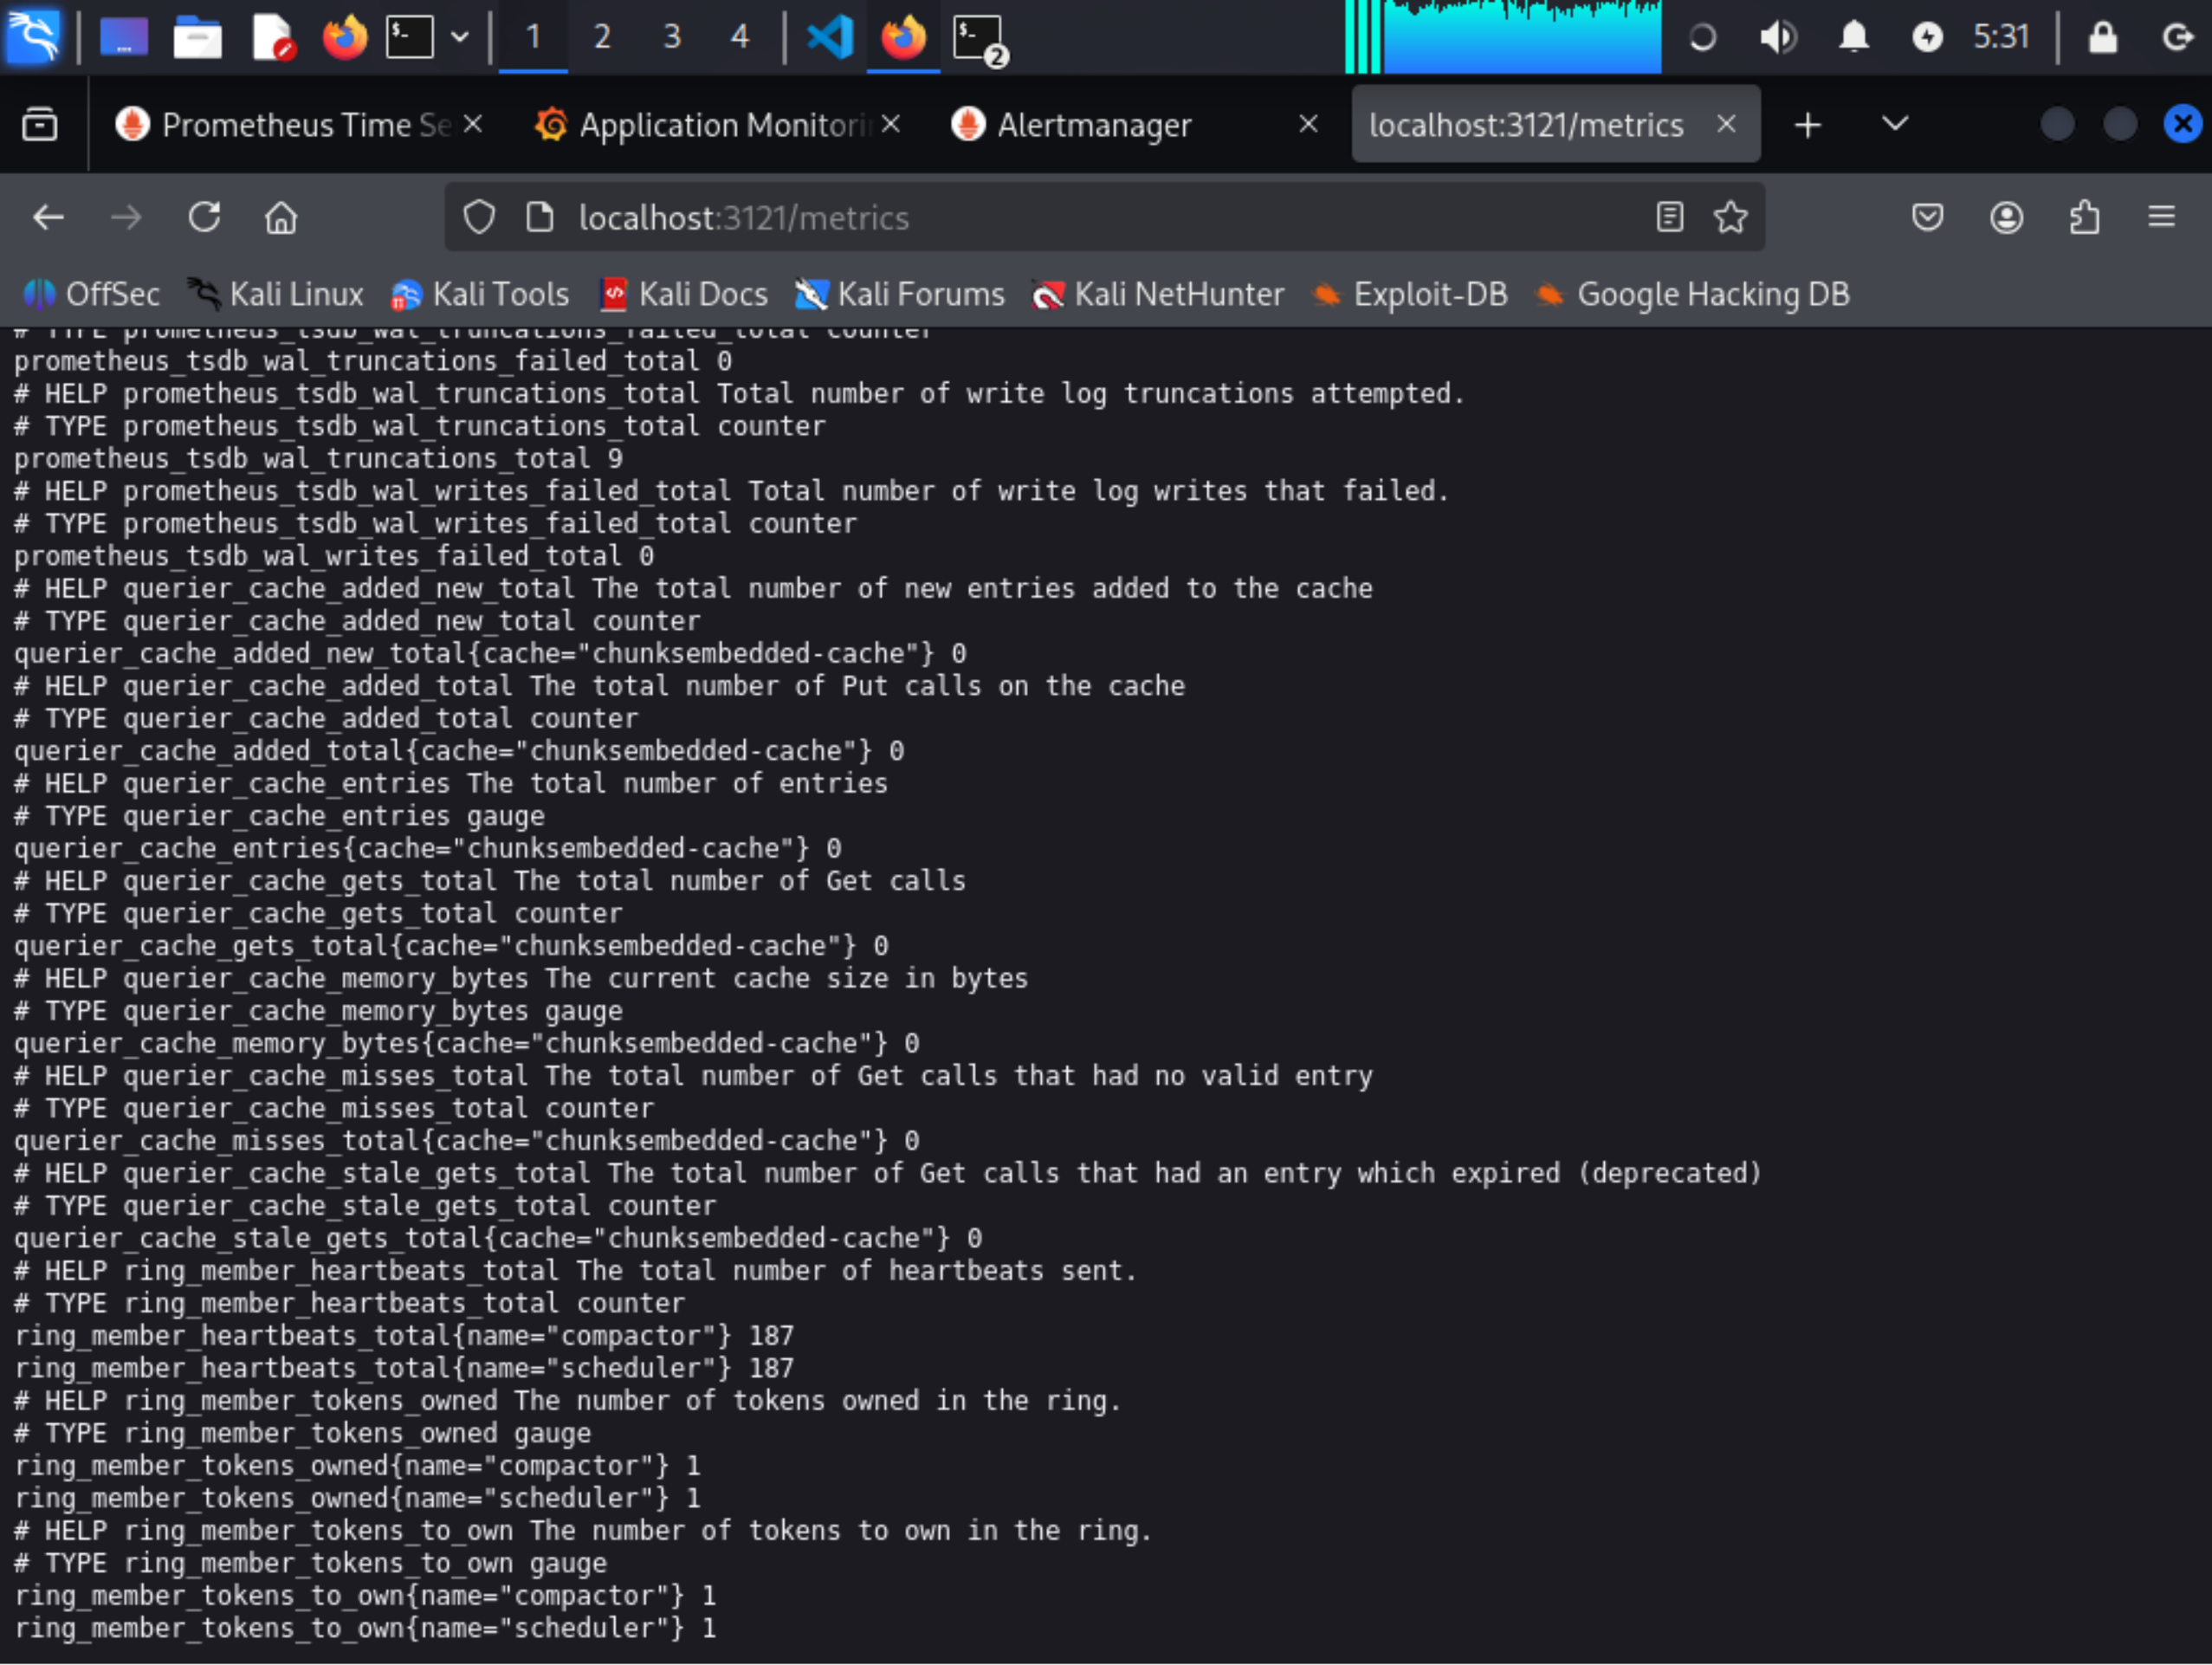 1 2 3 4 2 5:31
Prometheus Time Se Application Monitori Alertmanager localhost:3121/metrics
localhost:3121/metrics
OffSec Kali Linux Kali Tools Kali Docs Kali Forums Kali NetHunter Exploit-DB Google Hacking DB
# TYPE prometheus_tsdb_wal_truncations_failed_total counter
prometheus_tsdb_wal_truncations_failed_total 0
# HELP prometheus_tsdb_wal_truncations_total Total number of write log truncations attempted.
# TYPE prometheus_tsdb_wal_truncations_total counter
prometheus_tsdb_wal_truncations_total 9
# HELP prometheus_tsdb_wal_writes_failed_total Total number of write log writes that failed.
# TYPE prometheus_tsdb_wal_writes_failed_total counter
prometheus_tsdb_wal_writes_failed_total 0
# HELP querier_cache_added_new_total The total number of new entries added to the cache
# TYPE querier_cache_added_new_total counter
querier_cache_added_new_total{cache="chunksembedded-cache"} 0
# HELP querier_cache_added_total The total number of Put calls on the cache
# TYPE querier_cache_added_total counter
querier_cache_added_total{cache="chunksembedded-cache"} 0
# HELP querier_cache_entries The total number of entries
# TYPE querier_cache_entries gauge
querier_cache_entries{cache="chunksembedded-cache"} 0
# HELP querier_cache_gets_total The total number of Get calls
# TYPE querier_cache_gets_total counter
querier_cache_gets_total{cache="chunksembedded-cache"} 0
# HELP querier_cache_memory_bytes The current cache size in bytes
# TYPE querier_cache_memory_bytes gauge
querier_cache_memory_bytes{cache="chunksembedded-cache"} 0
# HELP querier_cache_misses_total The total number of Get calls that had no valid entry
# TYPE querier_cache_misses_total counter
querier_cache_misses_total{cache="chunksembedded-cache"} 0
# HELP querier_cache_stale_gets_total The total number of Get calls that had an entry which expired (deprecated)
# TYPE querier_cache_stale_gets_total counter
querier_cache_stale_gets_total{cache="chunksembedded-cache"} 0
# HELP ring_member_heartbeats_total The total number of heartbeats sent.
# TYPE ring_member_heartbeats_total counter
ring_member_heartbeats_total{name="compactor"} 187
ring_member_heartbeats_total{name="scheduler"} 187
# HELP ring_member_tokens_owned The number of tokens owned in the ring.
# TYPE ring_member_tokens_owned gauge
ring_member_tokens_owned{name="compactor"} 1
ring_member_tokens_owned{name="scheduler"} 1
# HELP ring_member_tokens_to_own The number of tokens to own in the ring.
# TYPE ring_member_tokens_to_own gauge
ring_member_tokens_to_own{name="compactor"} 1
ring_member_tokens_to_own{name="scheduler"} 1